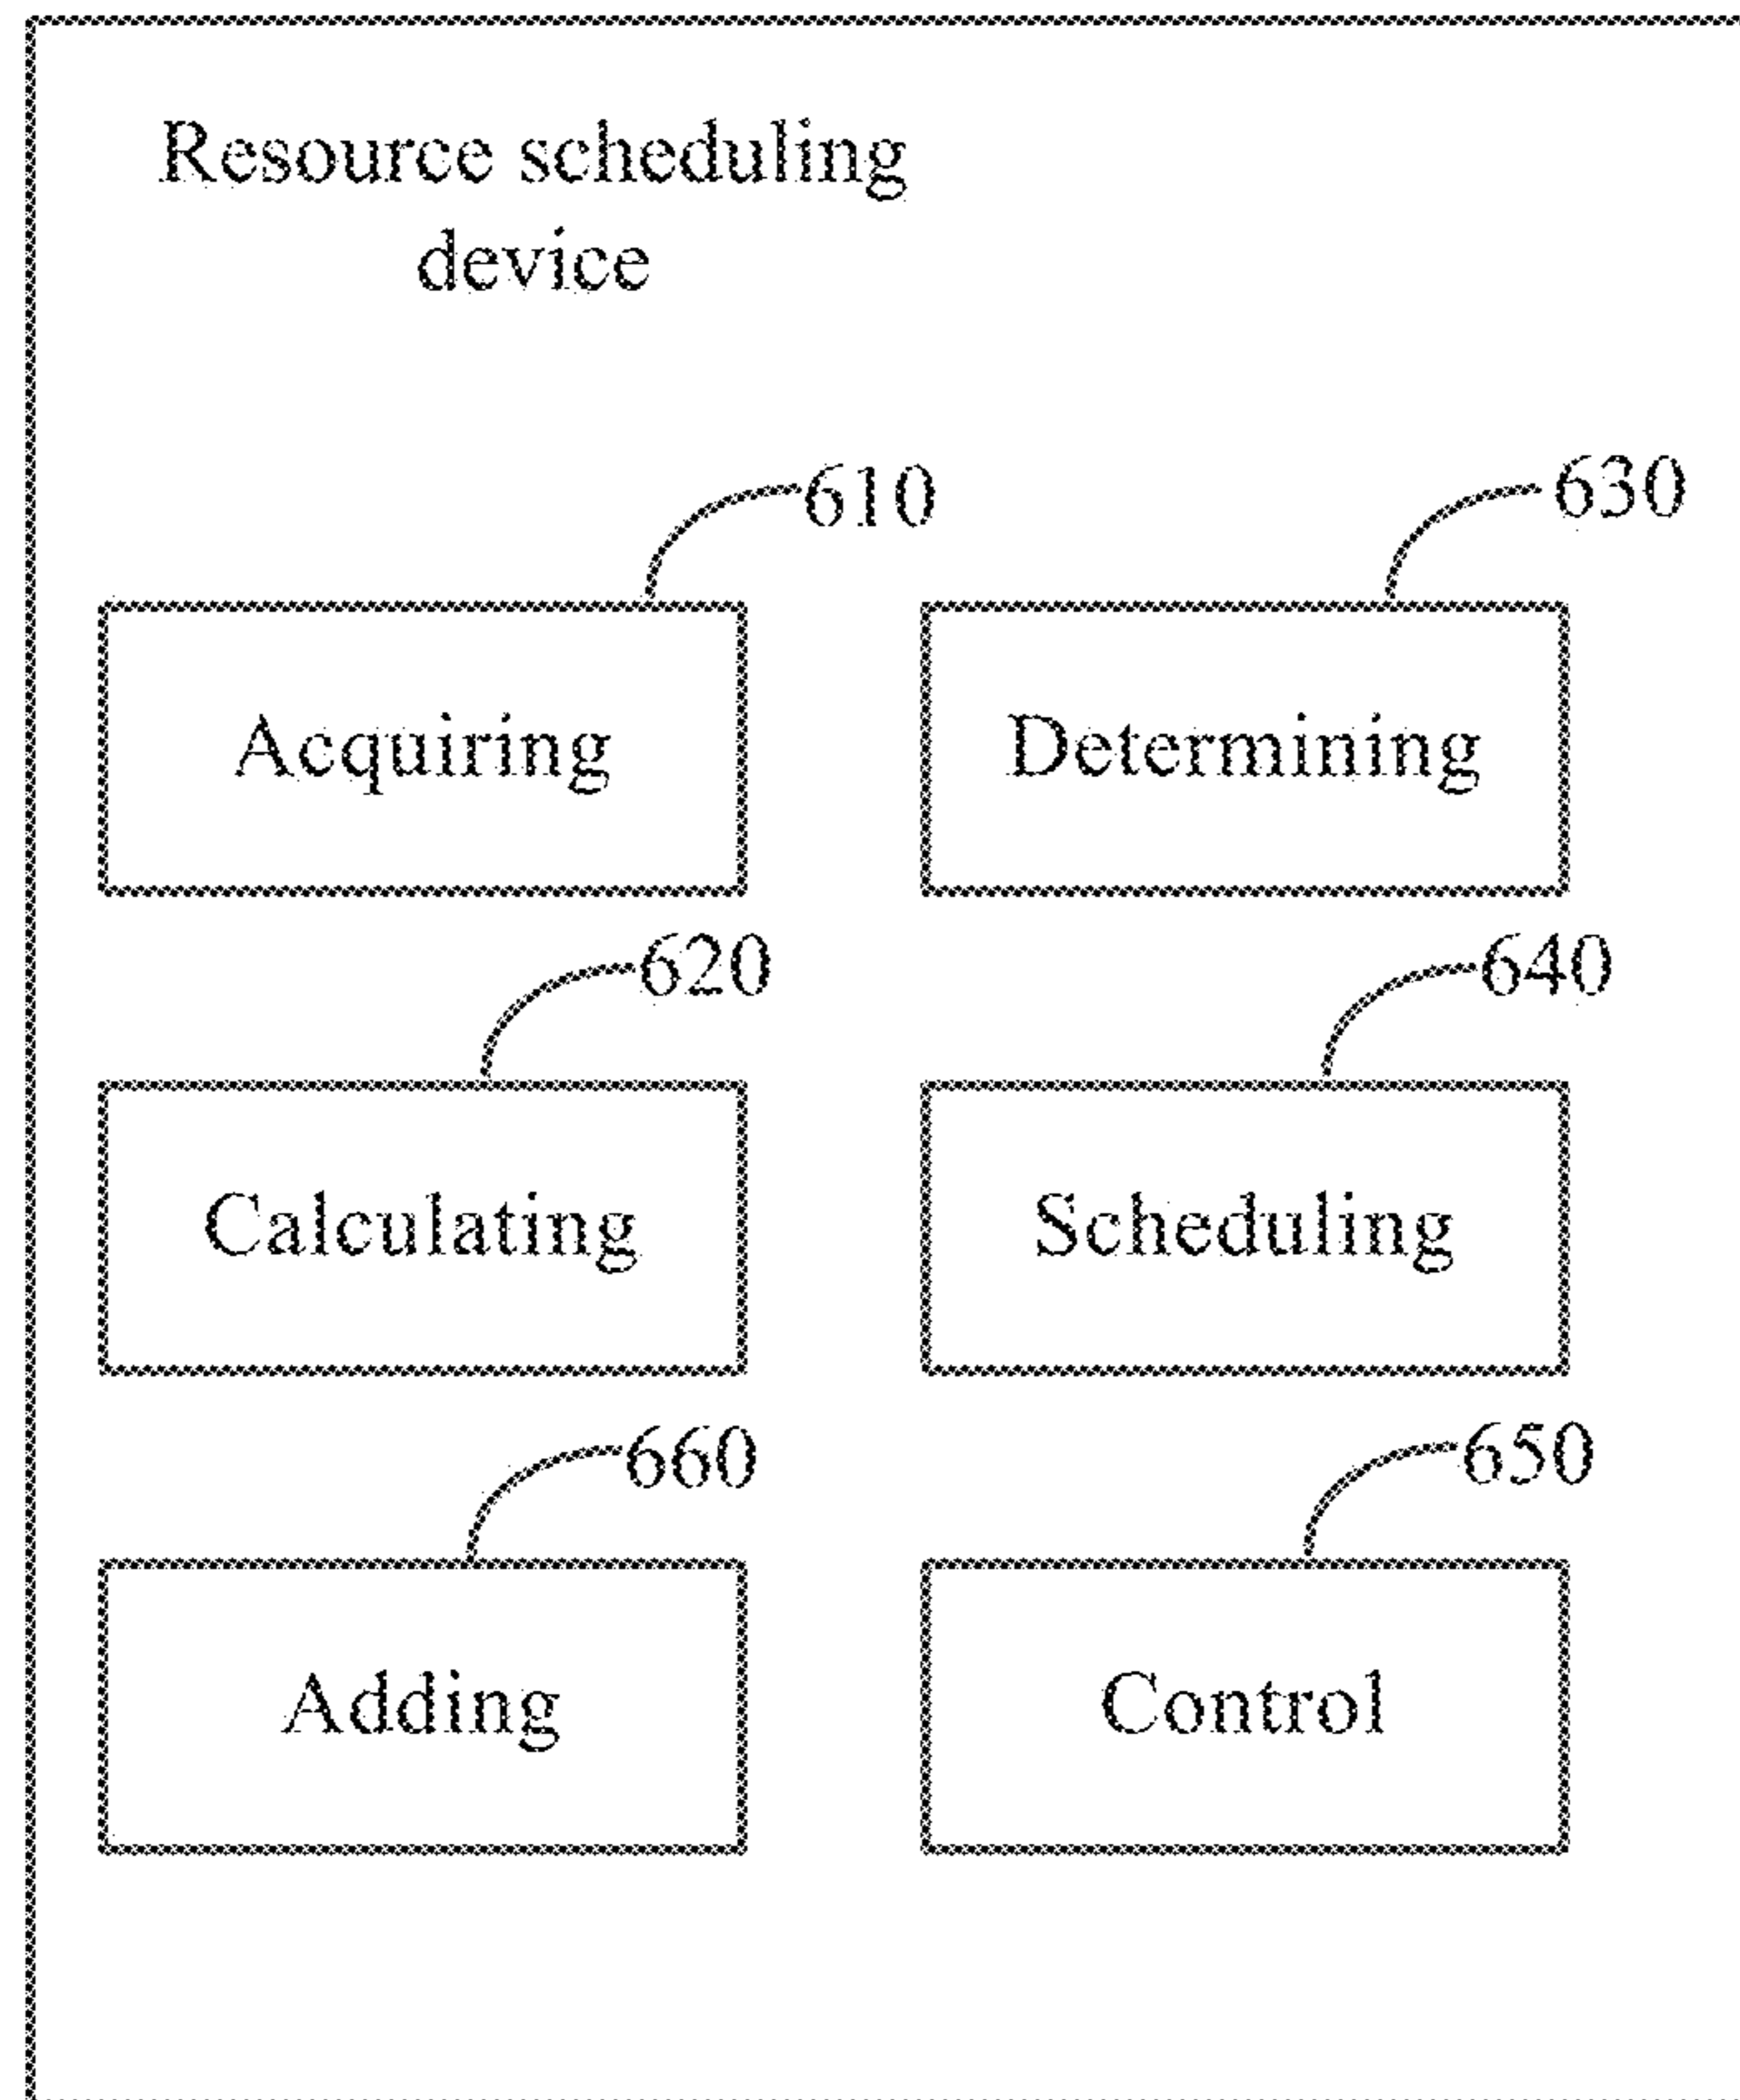 Resource scheduling
device
610
630
Acquiring
Determining
620
640
Calculating
Scheduling
660
650
Adding
Control